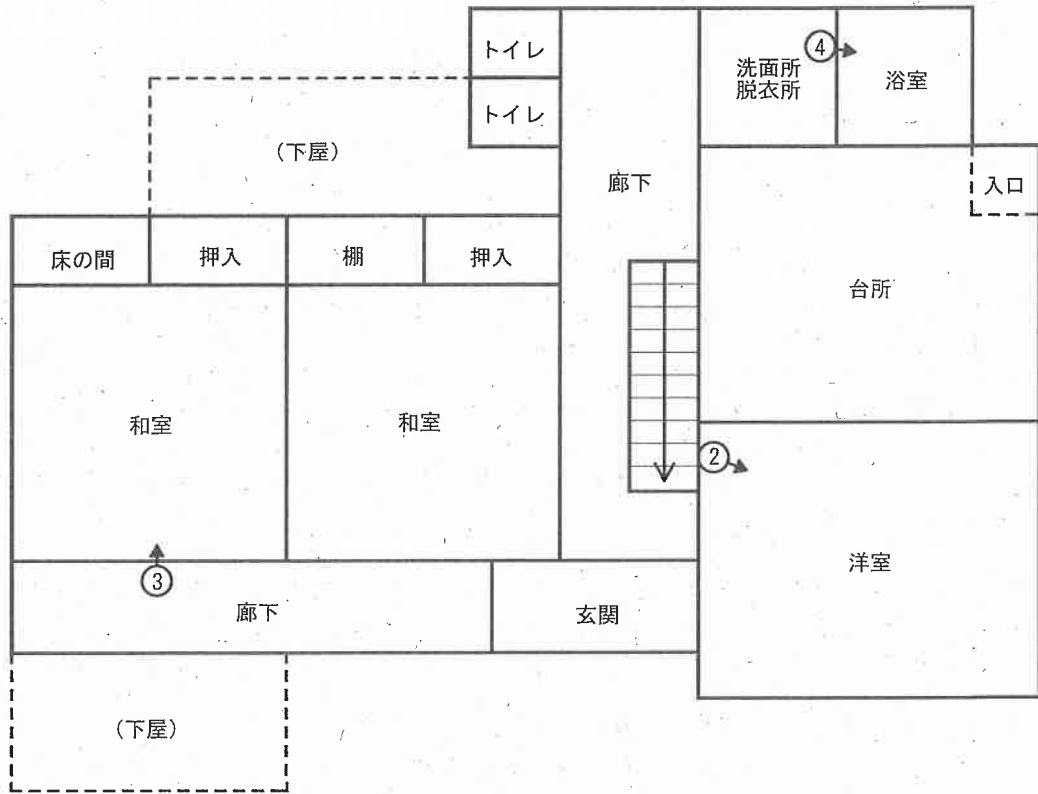 トイレ
トイレ
洗面所
脱衣所
④
浴室
(下屋)
廊下
入口
床の間
押入
棚
押入
台所
和室
和室
②
③
廊下
玄関
洋室
(下屋)